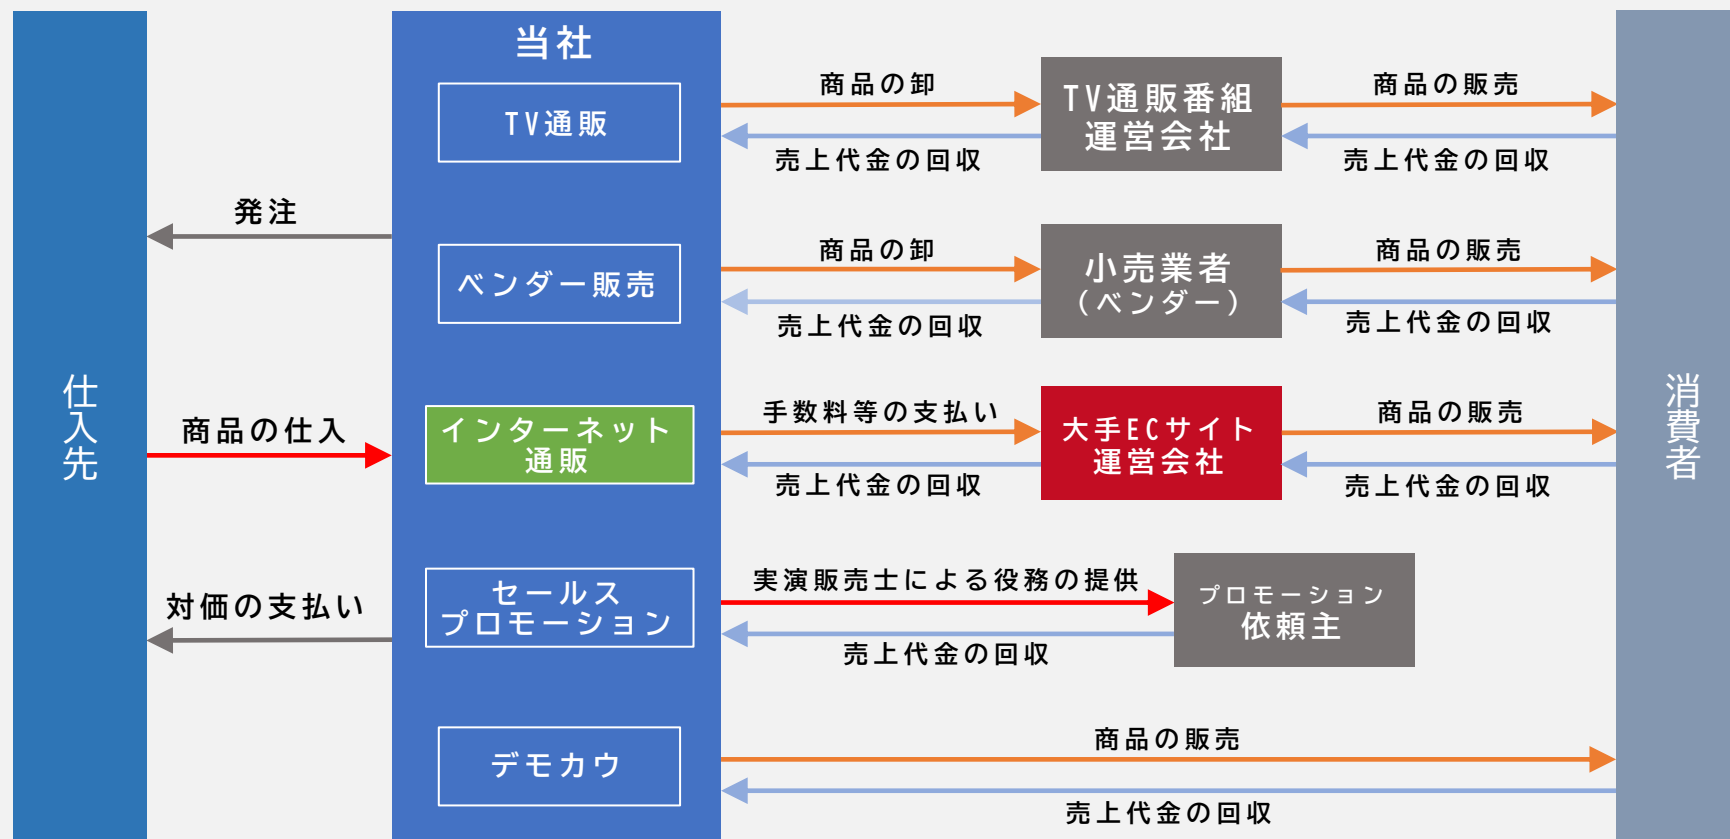 当社
TV通販
商品の卸
売上代金の回収
TV通販番組
運営会社
商品の販売
売上代金の回収
発注
ベンダー販売
商品の卸
売上代金の回収
小売業者
(ベンダー)
商品の販売
売上代金の回収
仕入先
商品の仕入
インターネット
通販
手数料等の支払い
売上代金の回収
大手ECサイト
運営会社
商品の販売
売上代金の回収
消費者
対価の支払い
セールス
プロモーション
実演販売士による役務の提供
売上代金の回収
プロモーション
依頼主
デモカウ
商品の販売
売上代金の回収